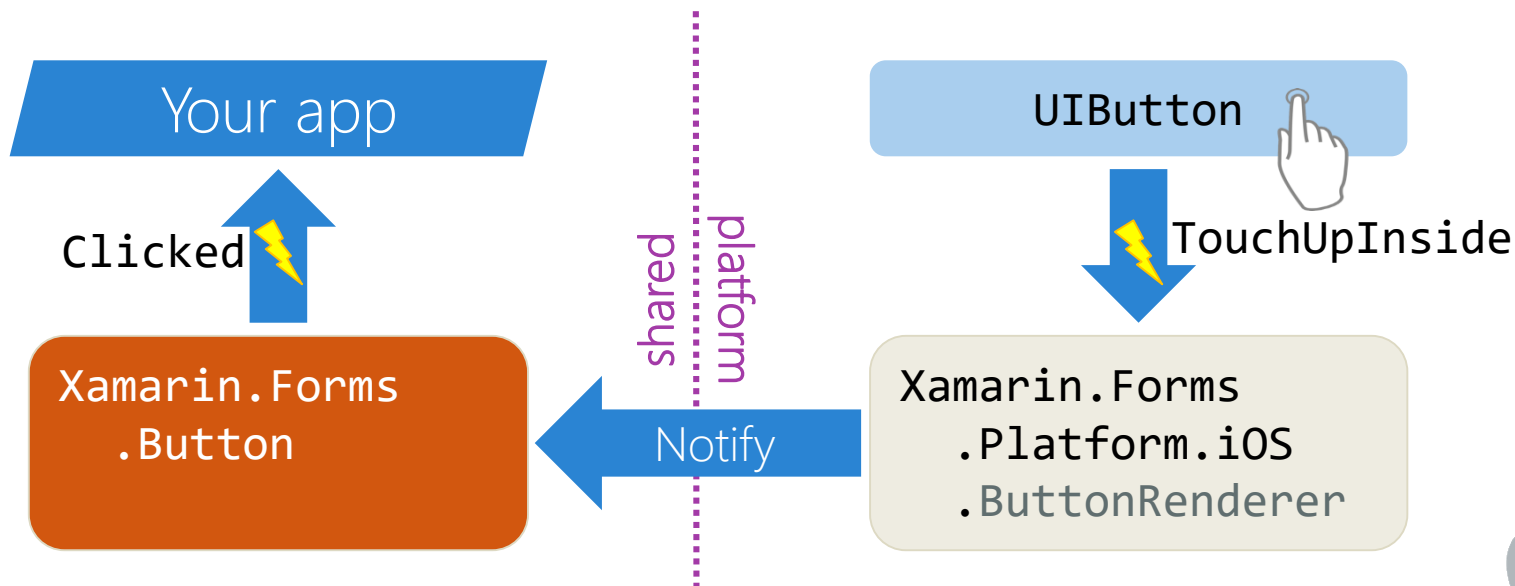 Your app
UIButton
Clicked
TouchUpInside
shared
platform
Xamarin.Forms
.Button
Notify
Xamarin.Forms
.Platform.iOS
.ButtonRenderer